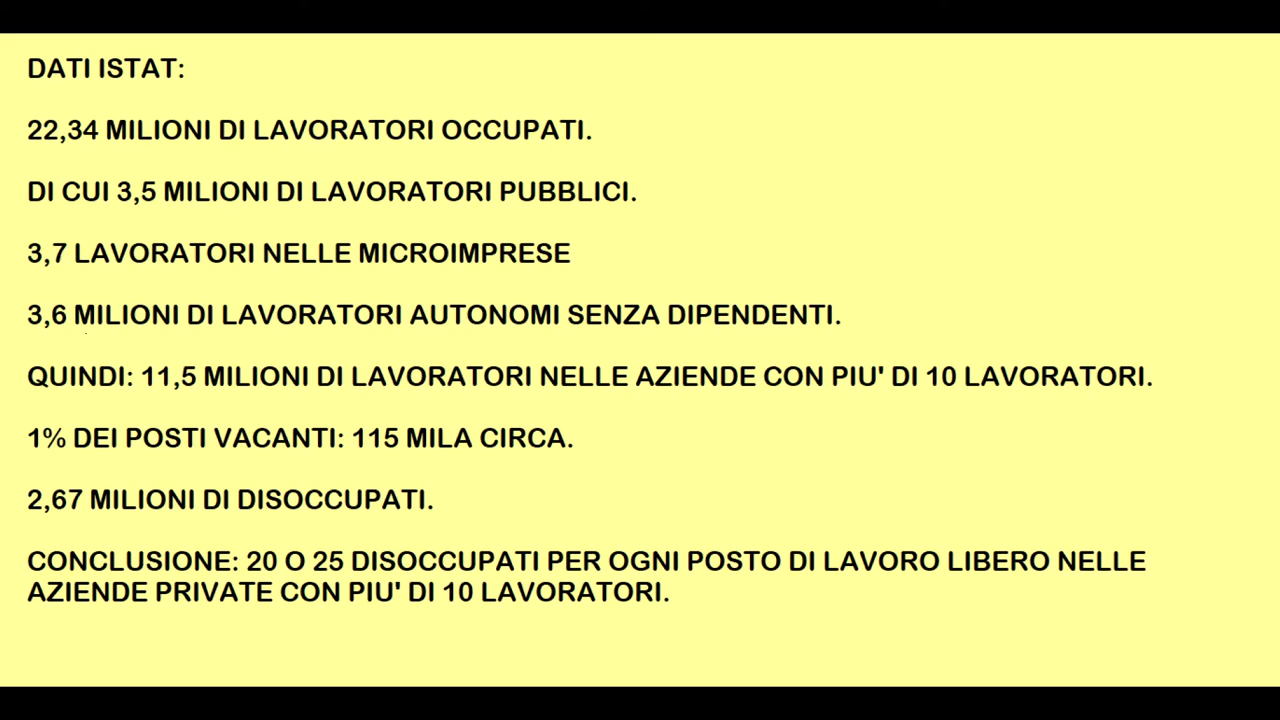 DATI ISTAT:
22,34 MILIONI DI LAVORATORI OCCUPATI.
DI CUI 3,5 MILIONI DI LAVORATORI PUBBLICI.
3,7 LAVORATORI NELLE MICROIMPRESE
3,6 MILIONI DI LAVORATORI AUTONOMI SENZA DIPENDENTI.
QUINDI: 11,5 MILIONI DI LAVORATORI NELLE AZIENDE CON PIU' DI 10 LAVORATORI.
1% DEI POSTI VACANTI: 115 MILA CIRCA.
2,67 MILIONI DI DISOCCUPATI.
CONCLUSIONE: 20 O 25 DISOCCUPATI PER OGNI POSTO DI LAVORO LIBERO NELLE
AZIENDE PRIVATE CON PIU' DI 10 LAVORATORI.